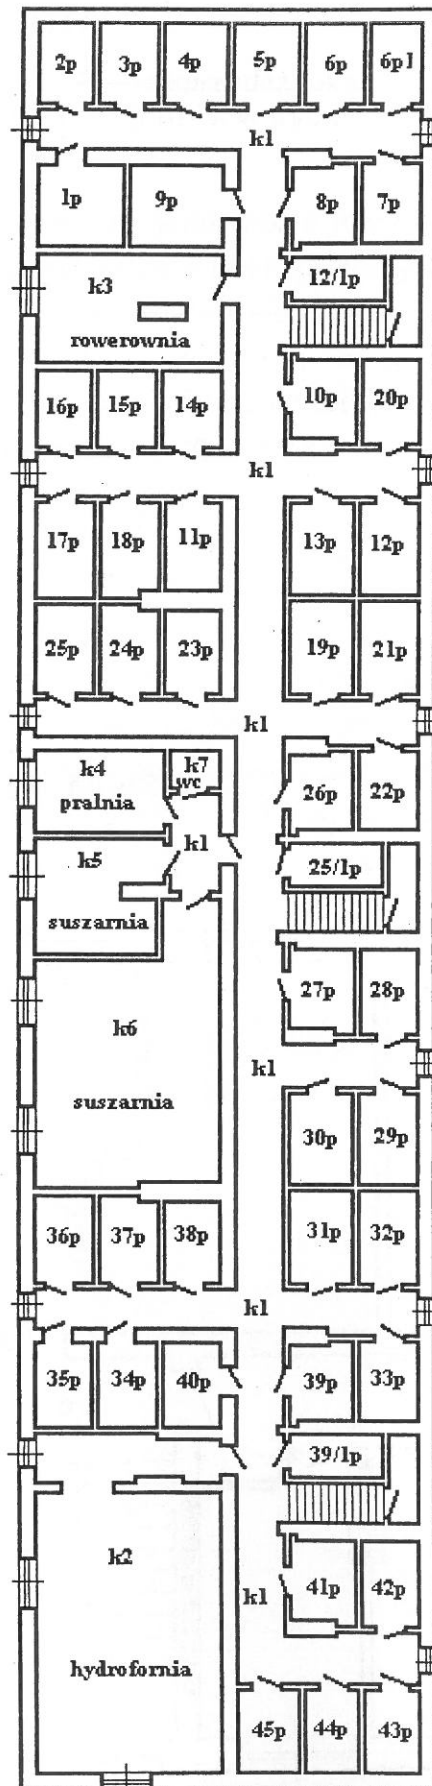 2p 3p 4p 5p 6p 6p1
k1
1p 9p 8p 7p
k3 12/1p
rowerownia
16p 15p 14p 10p 20p
k1
17p 18p 11p 13p 12p
25p 24p 23p 19p 21p
k1
k4 k7 26p 22p
pralnia wc
k5 k1 25/1p
suszarnia
27p 28p
k6
k1
suszarnia 30p 29p
36p 37p 38p 31p 32p
k1
35p 34p 40p 39p 33p
39/1p
k2 41p 42p
k1
hydrofornia
45p 44p 43p